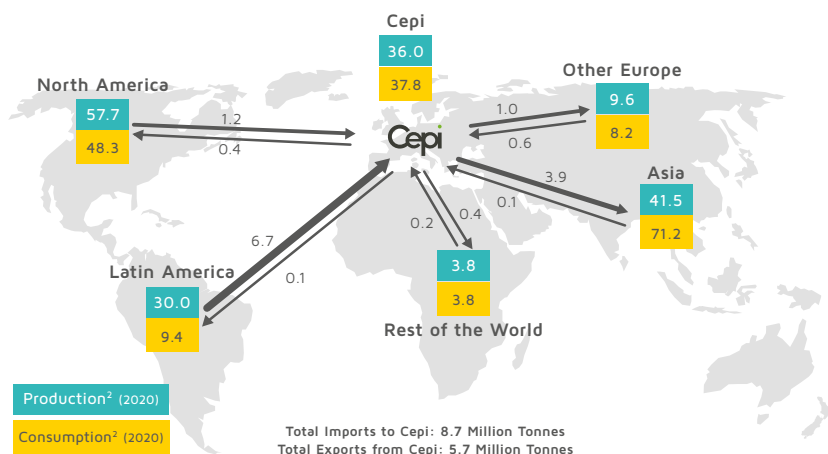 Cepi
36.0
37.8
North America
57.7
48.3
1.2
0.4
Cepi
Other Europe
9.6
8.2
1.0
0.6
Asia
41.5
71.2
3.9
0.1
6.7
0.1
0.2
0.4
Latin America
30.0
9.4
3.8
3.8
Rest of the World
Production² (2020)
Consumption² (2020)
Total Imports to Cepi: 8.7 Million Tonnes
Total Exports from Cepi: 5.7 Million Tonnes